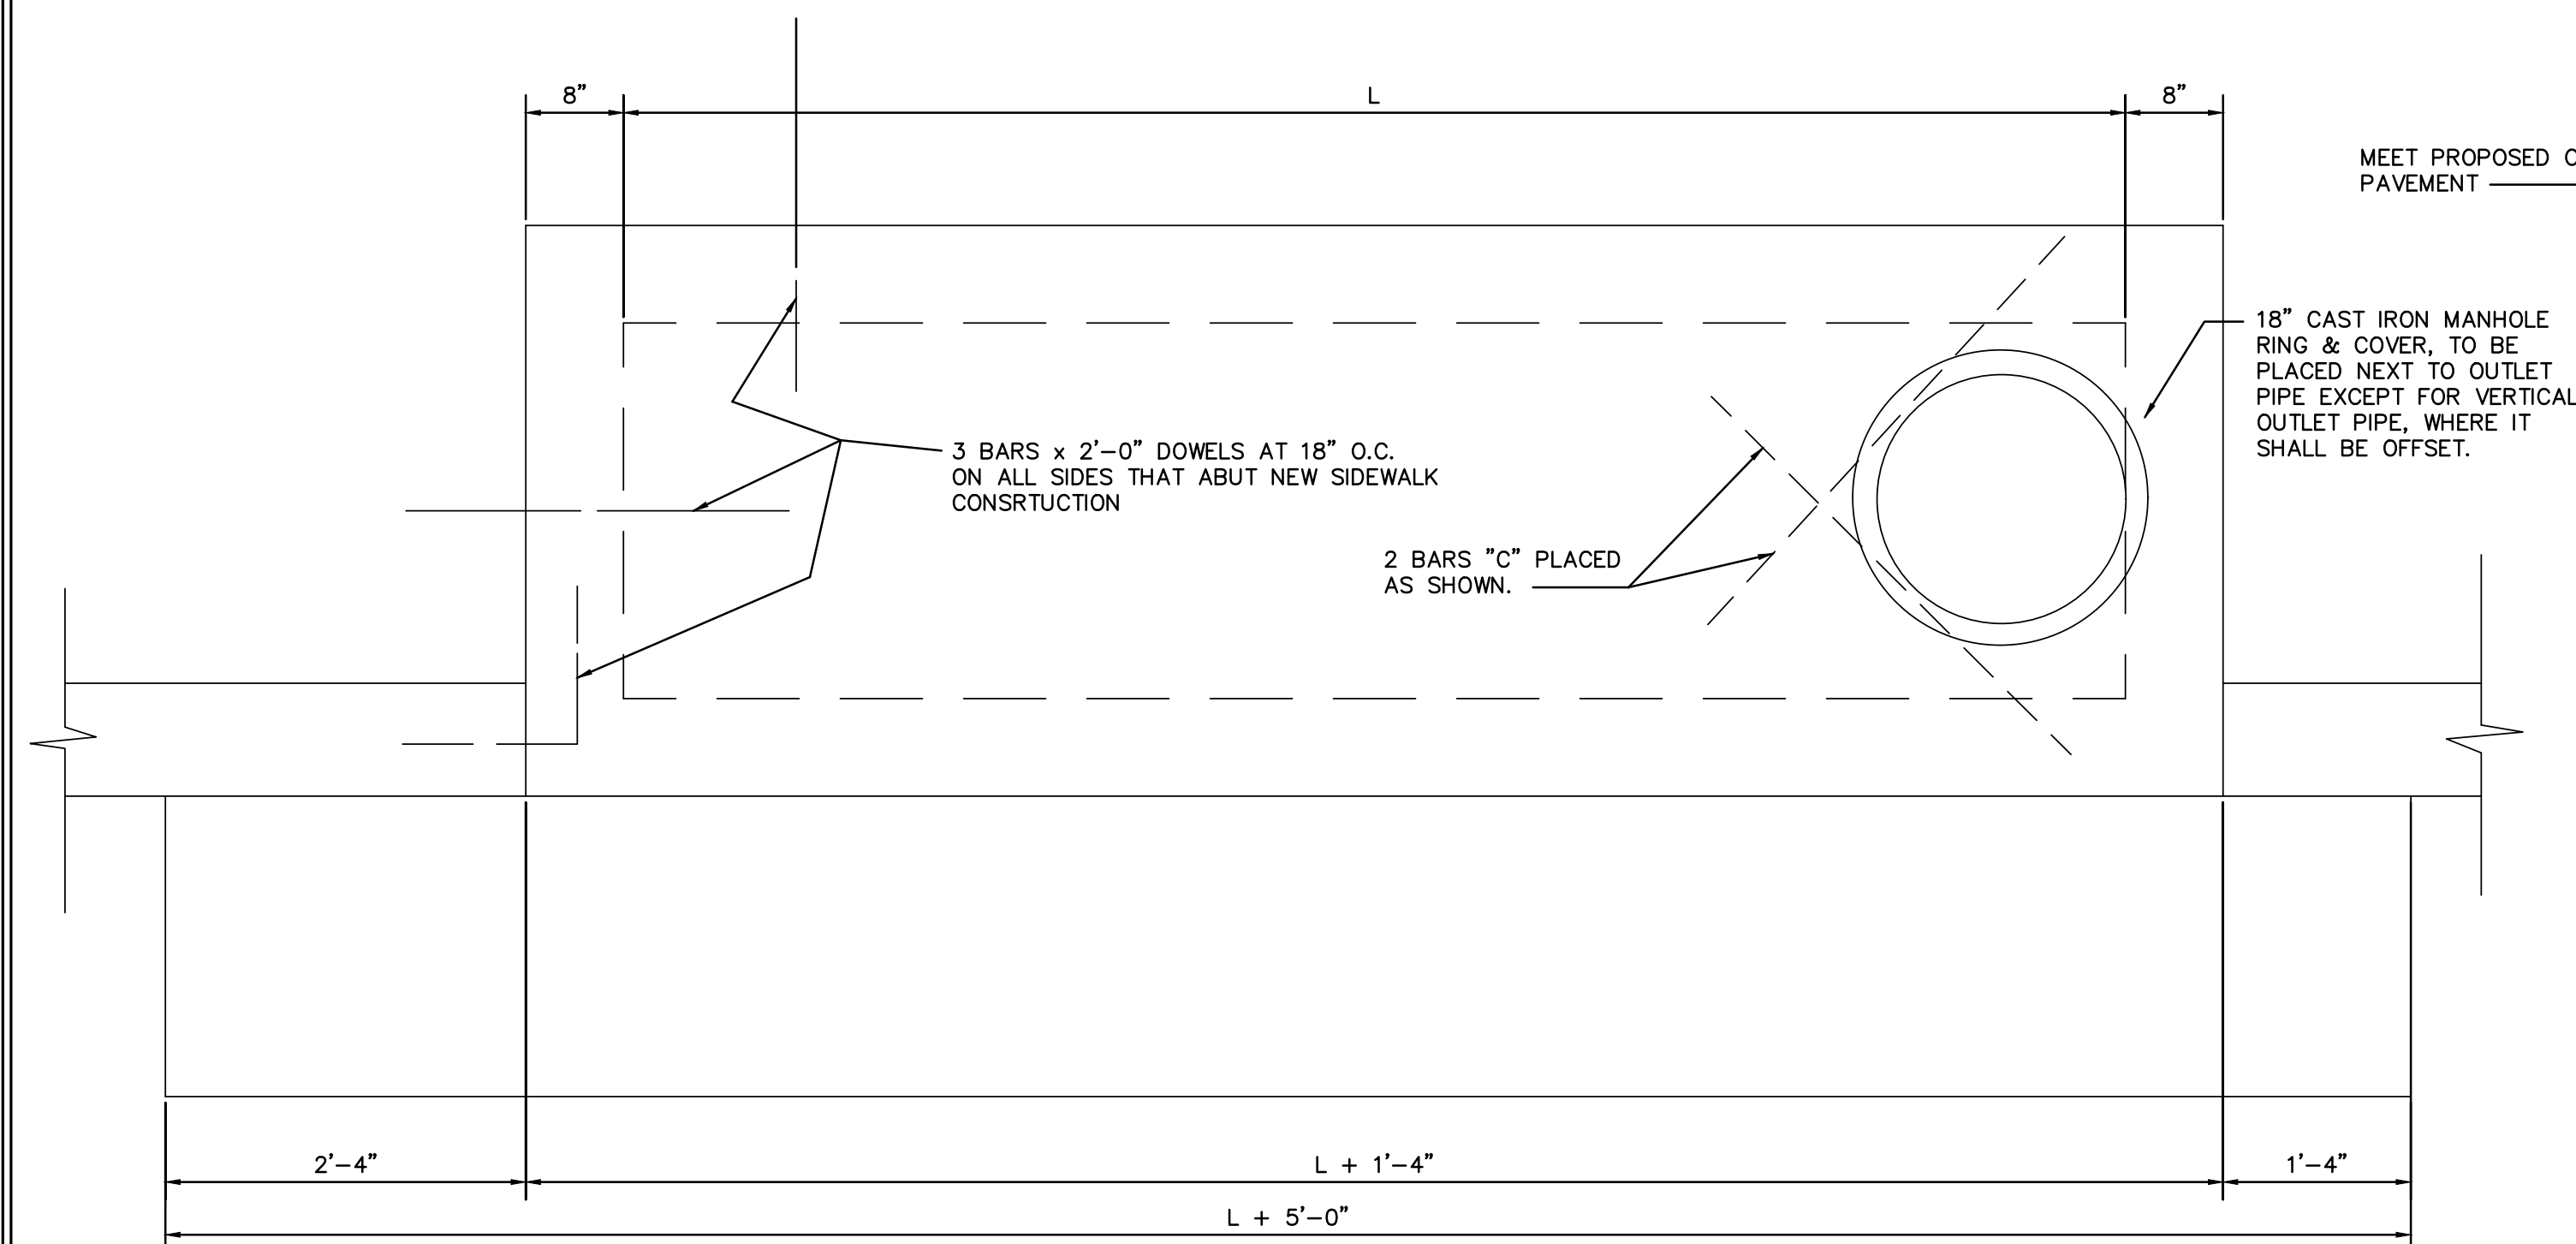 8” L 8”
MEET PROPOSED
PAVEMENT
18” CAST IRON MANHOLE
RING & COVER, TO BE
PLACED NEXT TO OUTLET
PIPE EXCEPT FOR VERTICAL
OUTLET PIPE, WHERE IT
SHALL BE OFFSET.
3 BARS x 2’-0” DOWELS AT 18” O.C.
ON ALL SIDES THAT ABUT NEW SIDEWALK
CONSRTUCTION
2 BARS ”C” PLACED
AS SHOWN.
2’-4” L + 1’-4” 1’-4”
L + 5’-0”